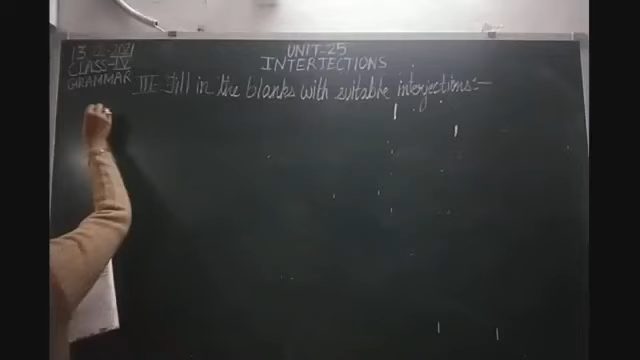 UNIT-25
INTERJECTIONS
CLASS-IV
GRAMMAR
III Fill in the blanks with suitable interjections:-